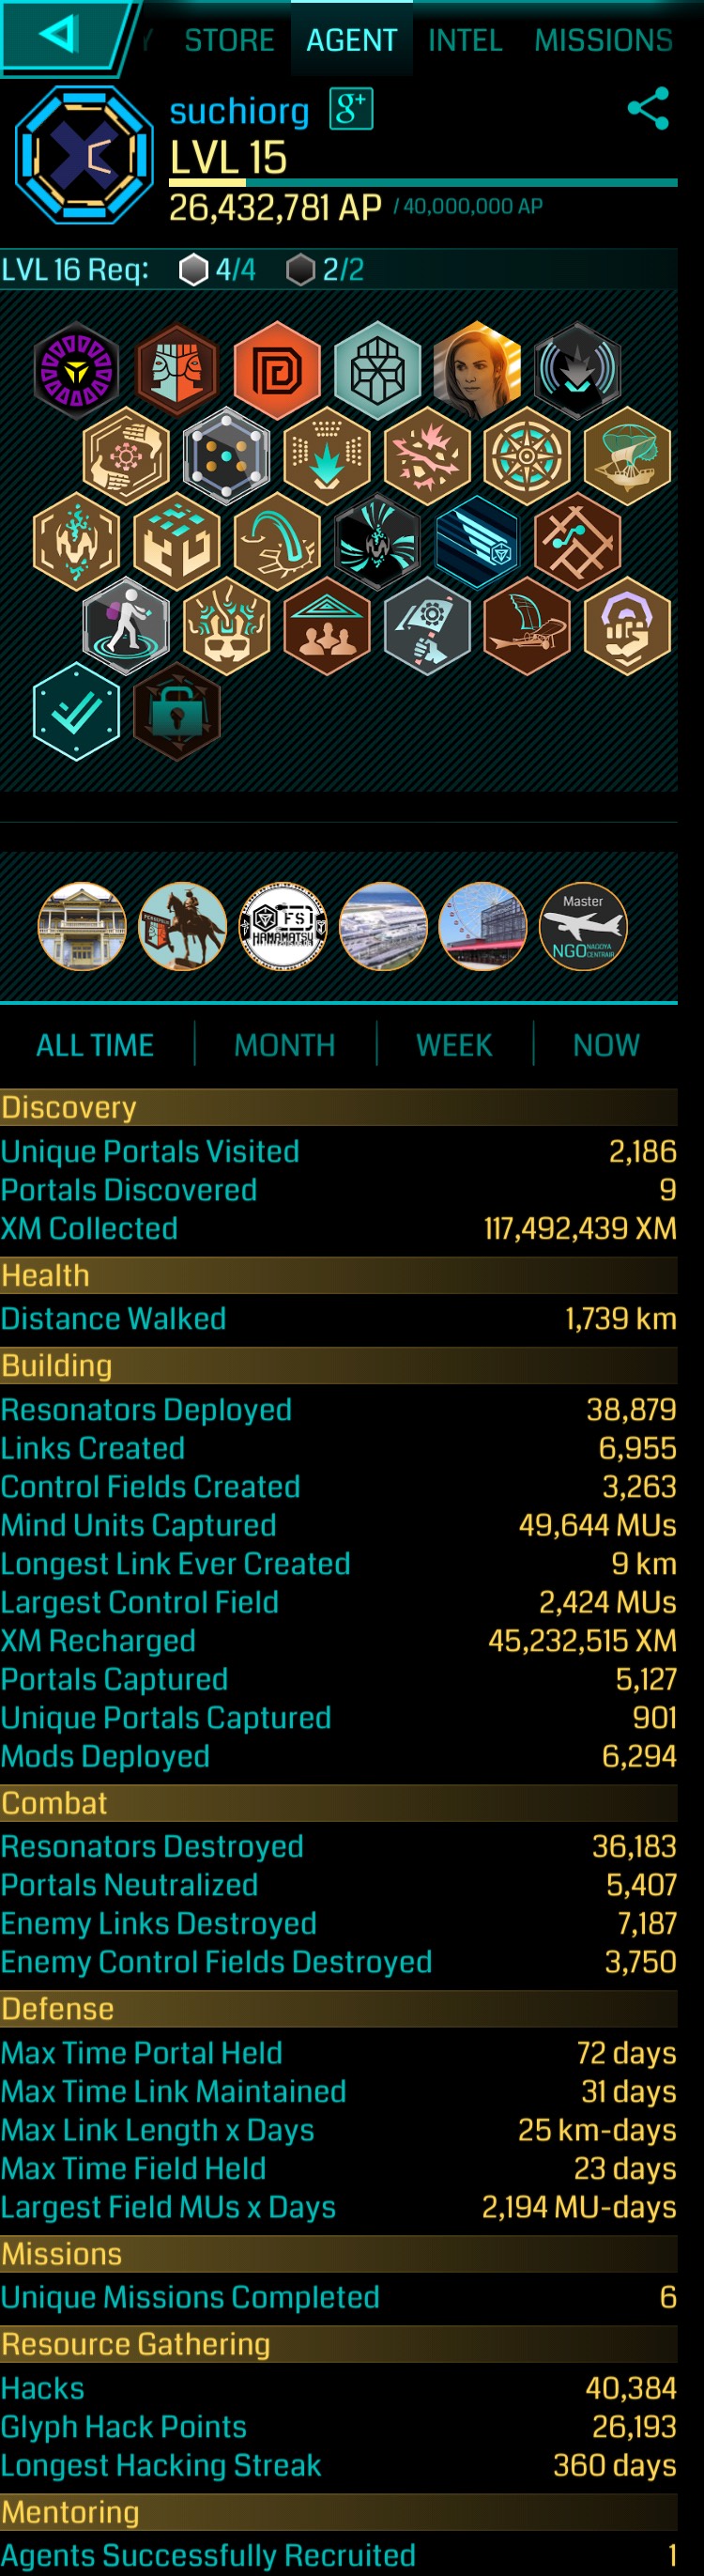 Y STORE AGENT INTEL MISSIONS
suchiorg g+
LVL 15
26,432,781 AP / 40,000,000 AP
LVL 16 Req: 4/4 2/2
FS
HAMAMATSU
Master
NGO NAGOYA CENTRAIR
ALL TIME MONTH WEEK NOW
Discovery
Unique Portals Visited 2,186
Portals Discovered 9
XM Collected 117,492,439 XM
Health
Distance Walked 1,739 km
Building
Resonators Deployed 38,879
Links Created 6,955
Control Fields Created 3,263
Mind Units Captured 49,644 MUs
Longest Link Ever Created 9 km
Largest Control Field 2,424 MUs
XM Recharged 45,232,515 XM
Portals Captured 5,127
Unique Portals Captured 901
Mods Deployed 6,294
Combat
Resonators Destroyed 36,183
Portals Neutralized 5,407
Enemy Links Destroyed 7,187
Enemy Control Fields Destroyed 3,750
Defense
Max Time Portal Held 72 days
Max Time Link Maintained 31 days
Max Link Length x Days 25 km-days
Max Time Field Held 23 days
Largest Field MUs x Days 2,194 MU-days
Missions
Unique Missions Completed 6
Resource Gathering
Hacks 40,384
Glyph Hack Points 26,193
Longest Hacking Streak 360 days
Mentoring
Agents Successfully Recruited 1